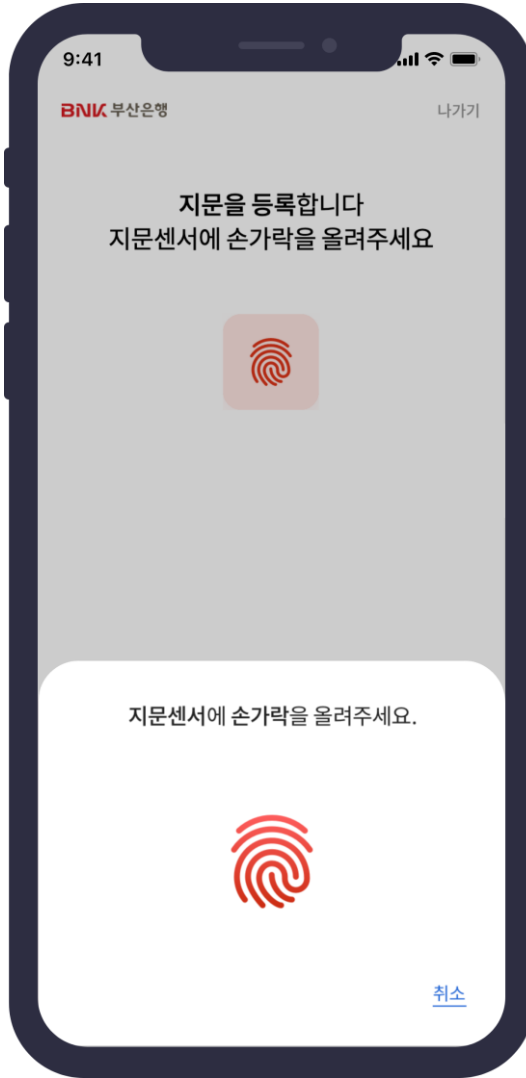 9:41
BNK 부산은행
나가기
지문을 등록합니다
지문센서에 손가락을 올려주세요
지문센서에 손가락을 올려주세요.
취소